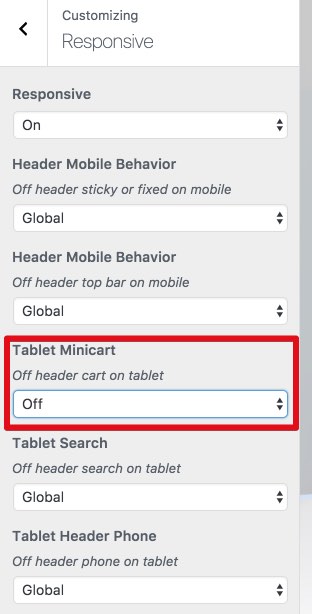 Customizing
Responsive
Responsive
On
Header Mobile Behavior
Off header sticky or fixed on mobile
Global
Header Mobile Behavior
Off header top bar on mobile
Global
Tablet Minicart
Off header cart on tablet
Off
Tablet Search
Off header search on tablet
Global
Tablet Header Phone
Off header phone on tablet
Global